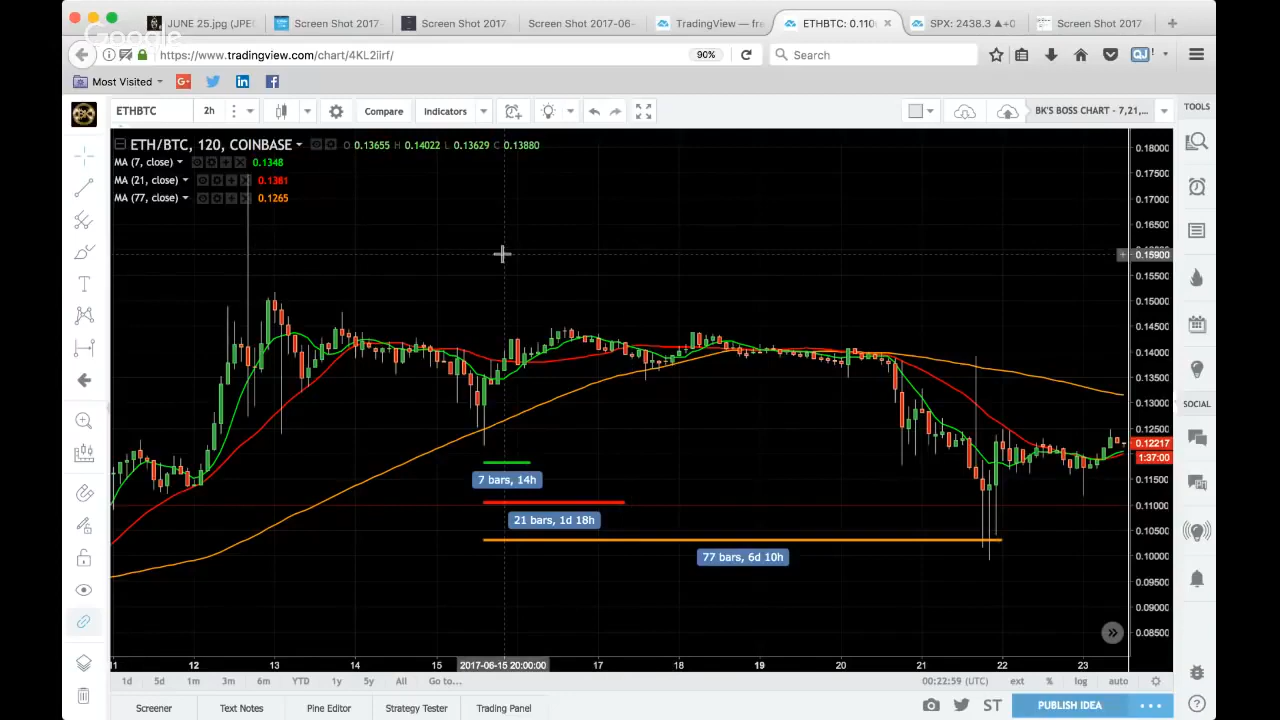 JUNE 25.jpg (JPE
Screen Shot 2017-
Screen Shot 2017
Screen Shot 2017-06-
TradingView — fr
ETHBTC: 0.110
SPX: 2438.3 ▲+0
Screen Shot 2017
Google
https://www.tradingview.com/chart/4KL2iirf/
90%
Search
Most Visited
ETHBTC
2h
Compare
Indicators
BK'S BOSS CHART - 7,21,...
TOOLS
ETH/BTC, 120, COINBASE
O 0.13655 H 0.14022 L 0.13629 C 0.13880
MA (7, close)
0.1348
MA (21, close)
0.1381
MA (77, close)
0.1265
0.18000
0.17500
0.17000
0.16500
0.15900
0.15500
0.15000
0.14500
0.14000
0.13500
0.13000
0.12500
0.12217
1:37:00
0.11000
0.10500
0.10000
0.09500
0.09000
0.08500
SOCIAL
7 bars, 14h
21 bars, 1d 18h
77 bars, 6d 10h
11
12
13
14
15
2017-06-15 20:00:00
17
18
19
20
21
22
23
1d
5d
1m
3m
6m
YTD
1y
5y
All
Go to...
00:22:59 (UTC)
ext
%
log
auto
Screener
Text Notes
Pine Editor
Strategy Tester
Trading Panel
ST
PUBLISH IDEA